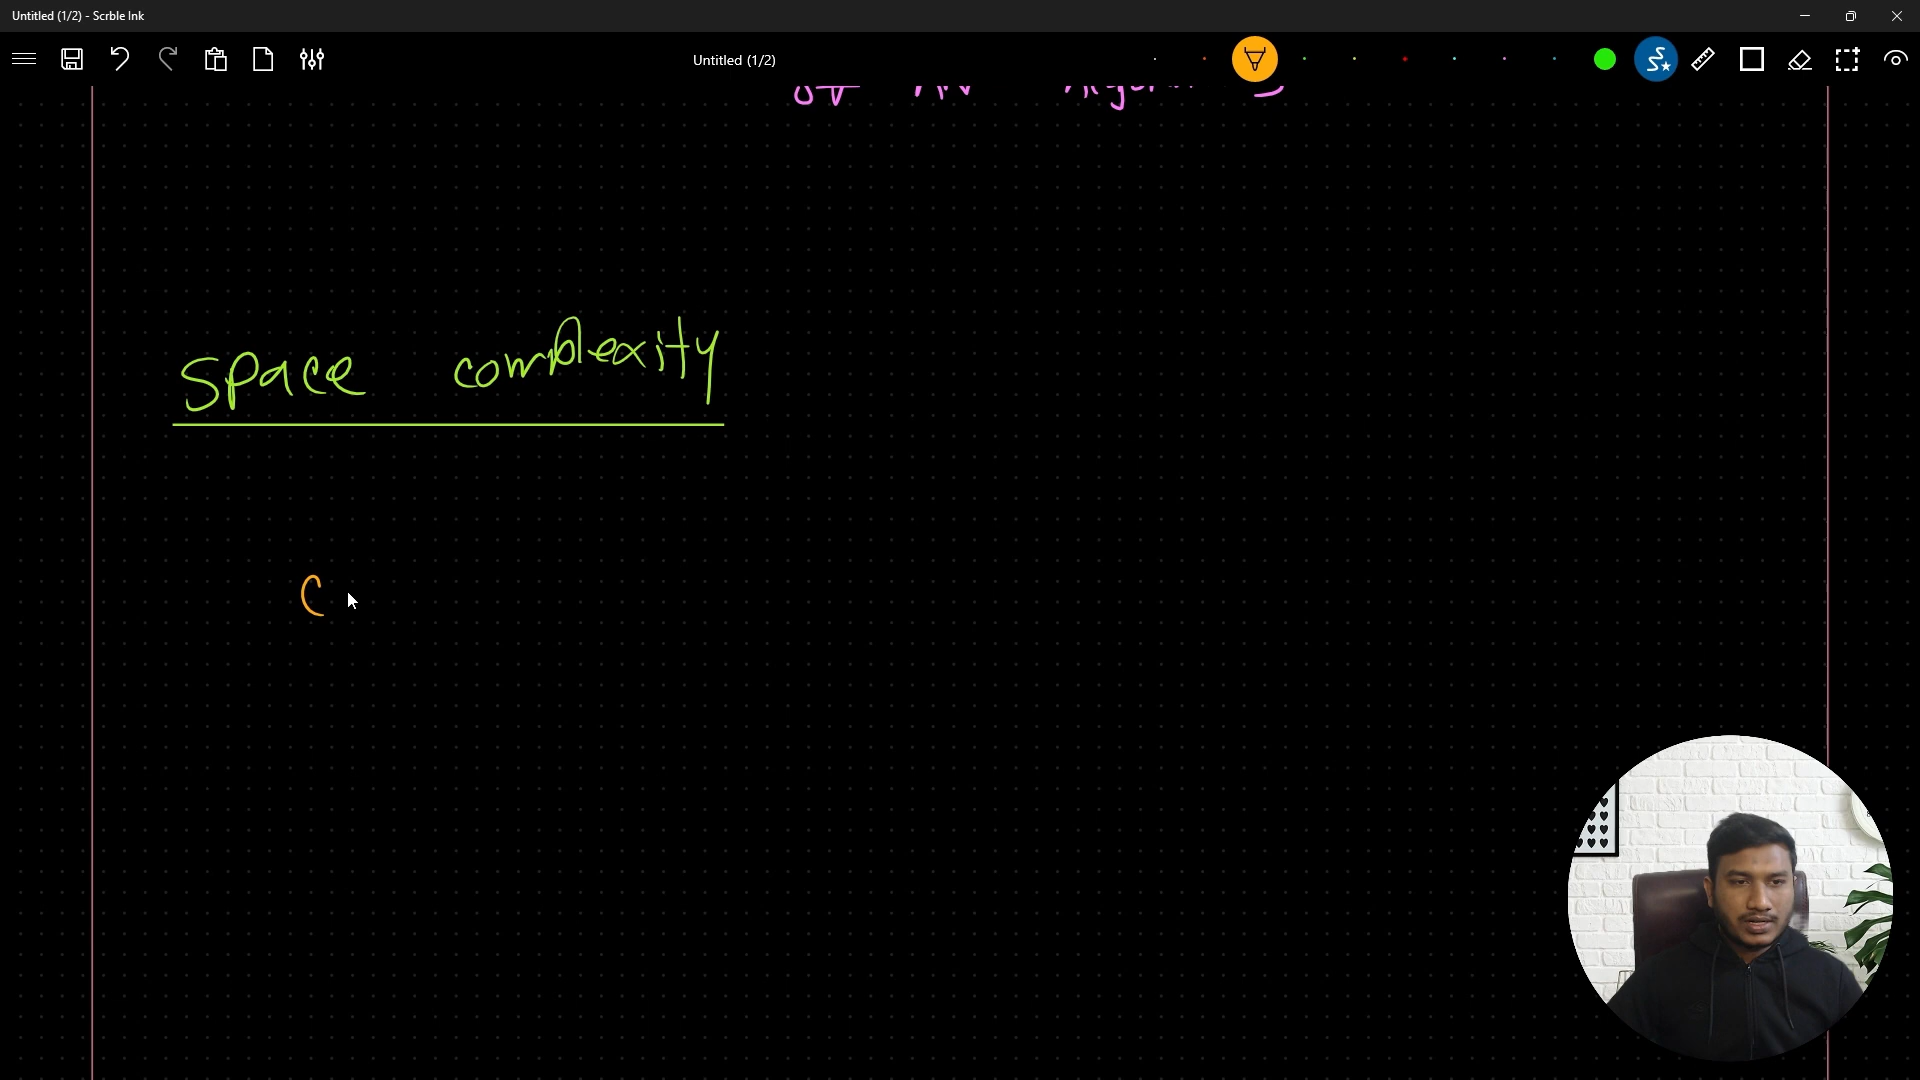 Untitled (1/2) - Scrble Ink
Untitled (1/2)
space complexity
C